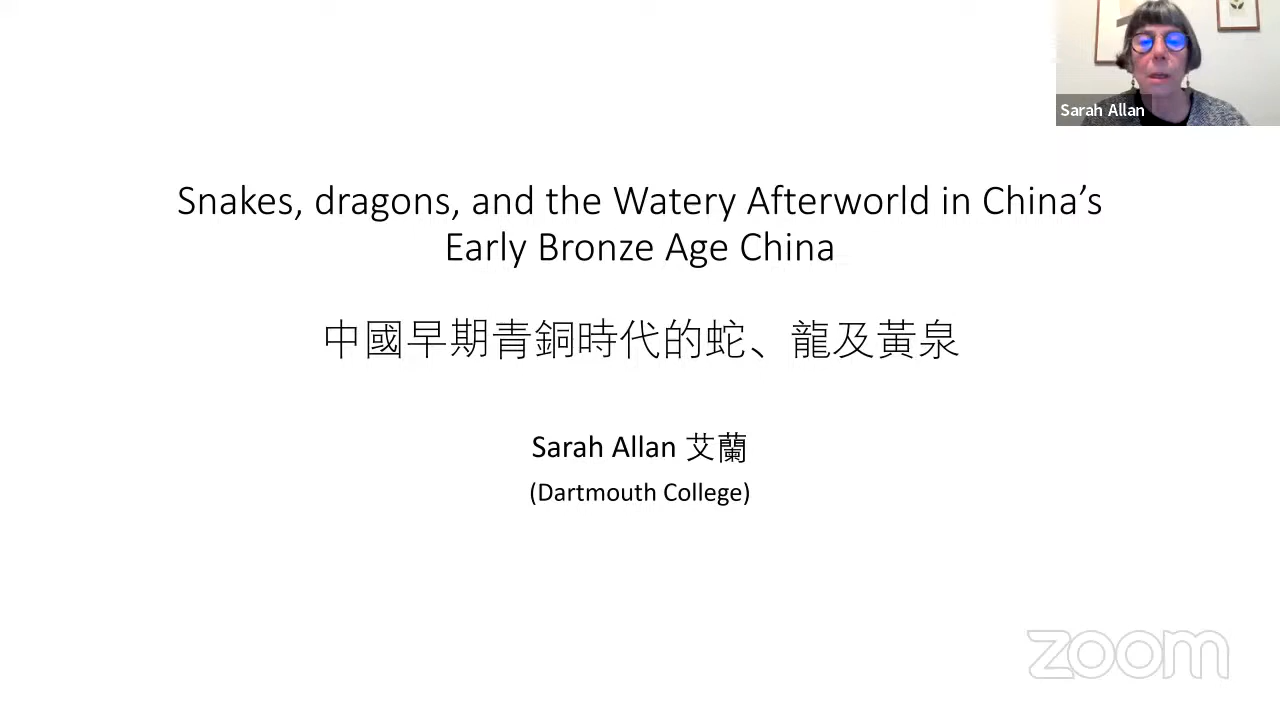 Sarah Allan
Snakes, dragons, and the Watery Afterworld in China's
Early Bronze Age China
中國早期青銅時代的蛇、龍及黃泉
Sarah Allan 艾蘭
(Dartmouth College)
zoom